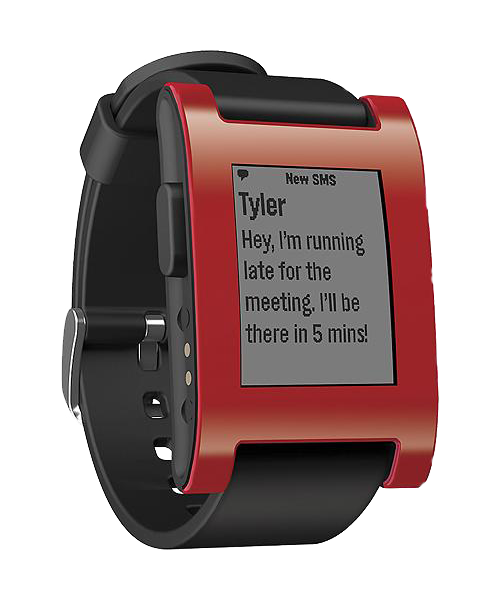 New SMS
Tyler
Hey, I'm running
late for the
meeting. I'll be
there in 5 mins!